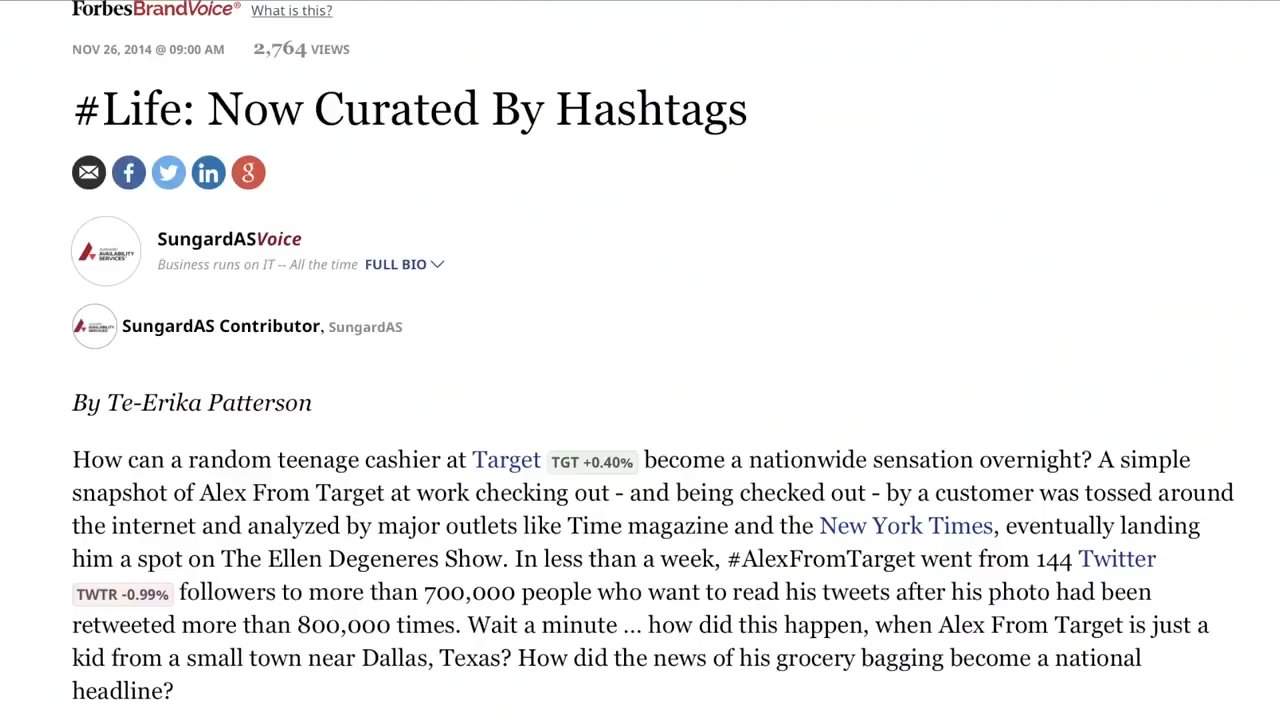 ForbesBrandVoice® What is this?
NOV 26, 2014 @ 09:00 AM 2,764 VIEWS
#Life: Now Curated By Hashtags
SUNGARD AVAILABILITY SERVICES
SungardASVoice
Business runs on IT -- All the time FULL BIO
SungardAS Contributor, SungardAS
By Te-Erika Patterson
How can a random teenage cashier at Target TGT +0.40% become a nationwide sensation overnight? A simple
snapshot of Alex From Target at work checking out - and being checked out - by a customer was tossed around
the internet and analyzed by major outlets like Time magazine and the New York Times, eventually landing
him a spot on The Ellen Degeneres Show. In less than a week, #AlexFromTarget went from 144 Twitter
TWTR -0.99% followers to more than 700,000 people who want to read his tweets after his photo had been
retweeted more than 800,000 times. Wait a minute ... how did this happen, when Alex From Target is just a
kid from a small town near Dallas, Texas? How did the news of his grocery bagging become a national
headline?